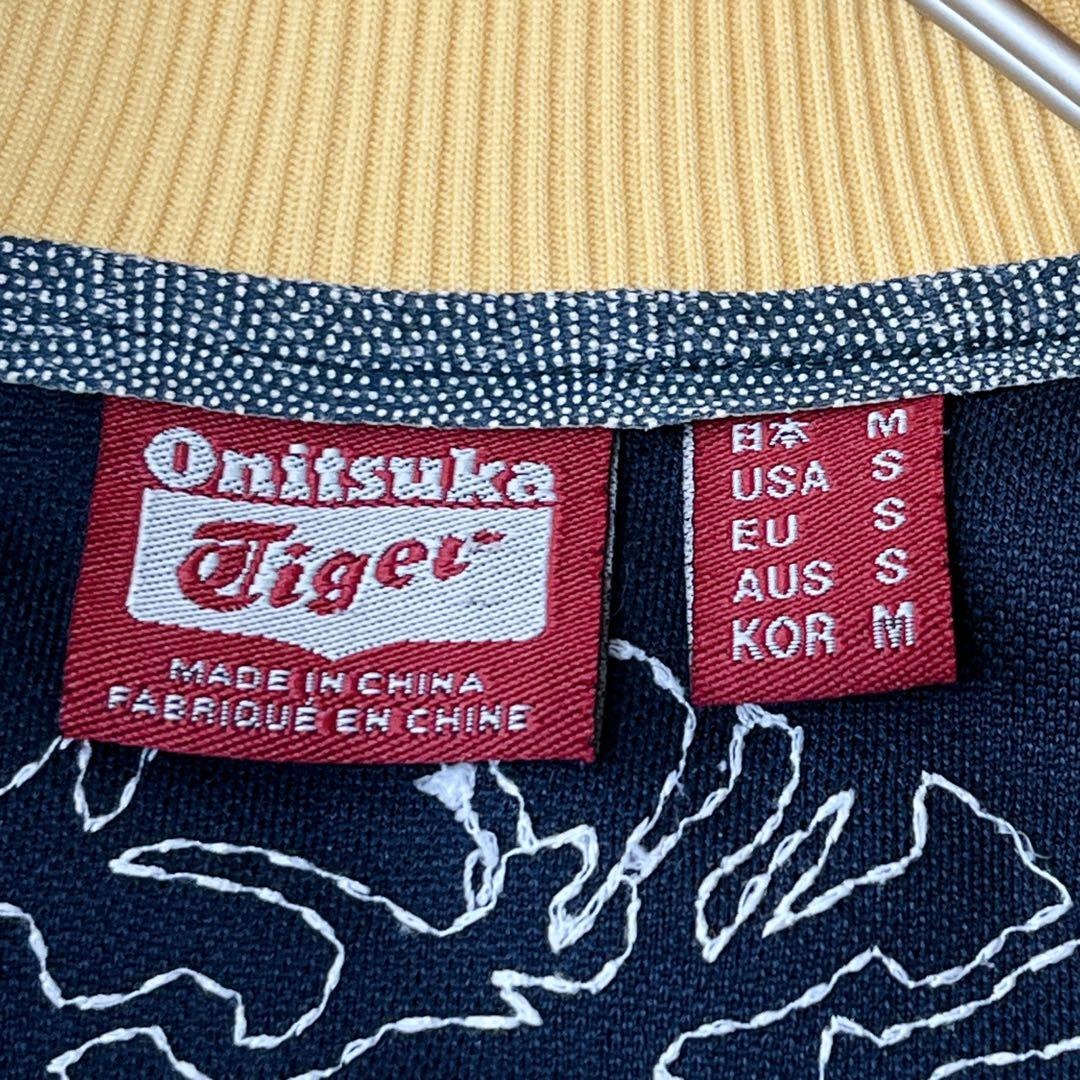 Onitsuka
Tiger
MADE IN CHINA
FABRIQUÉ EN CHINE
日本 M
USA S
EU S
AUS S
KOR M